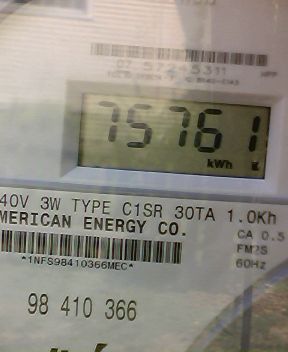 75761
kWh
40V 3W TYPE C1SR 30TA 1.0Kh
MERICAN ENERGY CO.
CA 0.5
FM2S
60Hz
*1NFS98410366MEC*
98 410 366